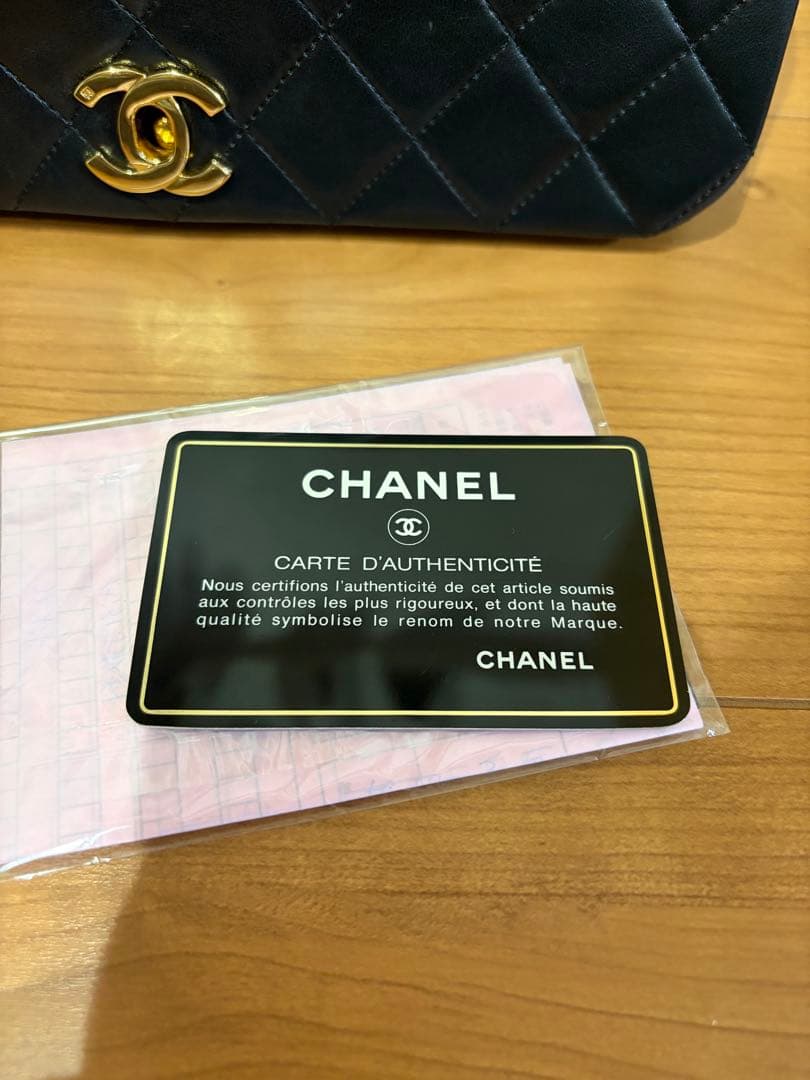 CHANEL
CARTE D'AUTHENTICITÉ
Nous certifions l'authenticité de cet article soumis
aux contrôles les plus rigoureux, et dont la haute
qualité symbolise le renom de notre Marque.
CHANEL